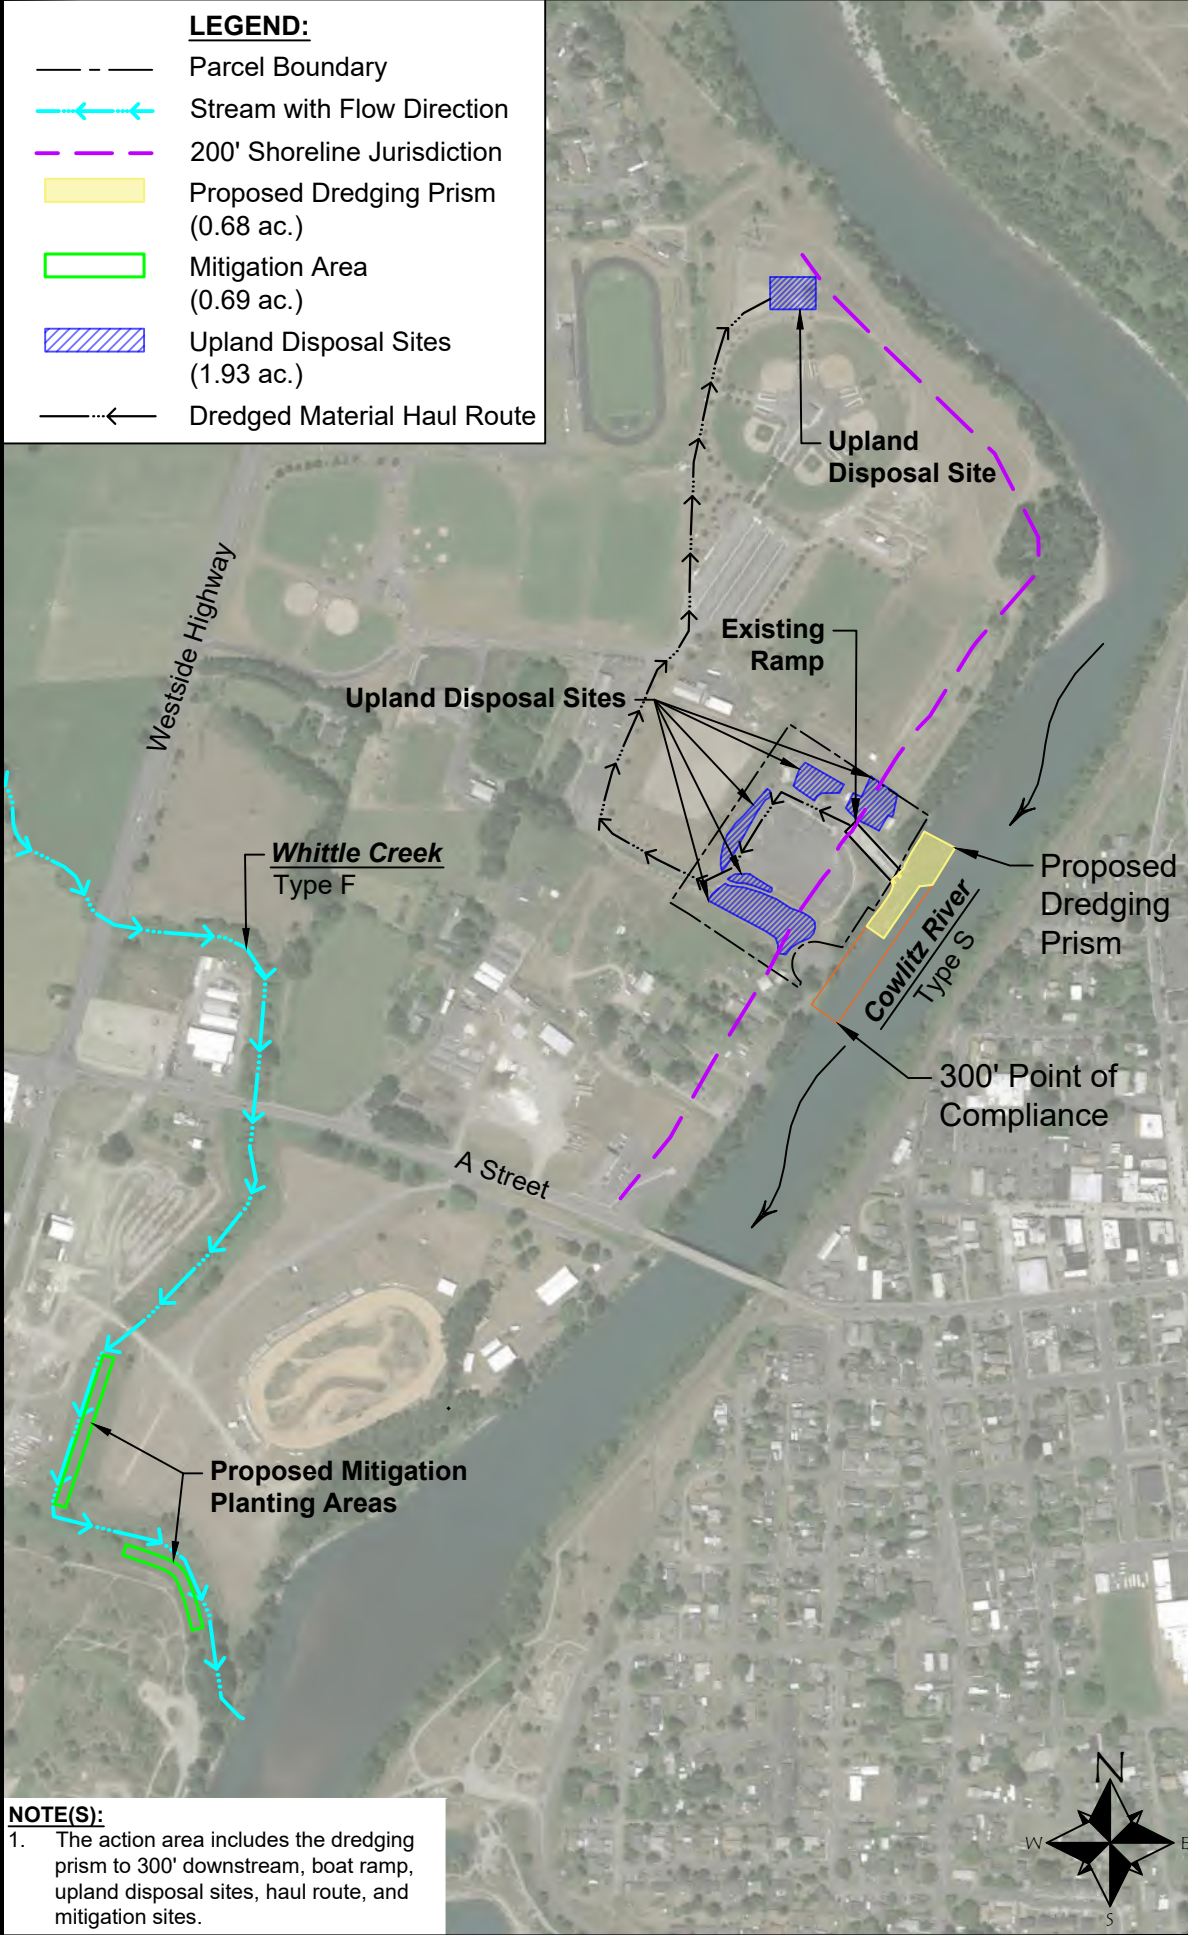 LEGEND:
Parcel Boundary
Stream with Flow Direction
200' Shoreline Jurisdiction
Proposed Dredging Prism
(0.68 ac.)
Mitigation Area
(0.69 ac.)
Upland Disposal Sites
(1.93 ac.)
Dredged Material Haul Route
Upland
Disposal Site
Westside Highway
Existing
Ramp
Upland Disposal Sites
Whittle Creek
Type F
Proposed
Dredging
Prism
Cowlitz River
Type S
300' Point of
Compliance
A Street
Proposed Mitigation
Planting Areas
NOTE(S):
1. The action area includes the dredging
prism to 300' downstream, boat ramp,
upland disposal sites, haul route, and
mitigation sites.
N
W
E
S